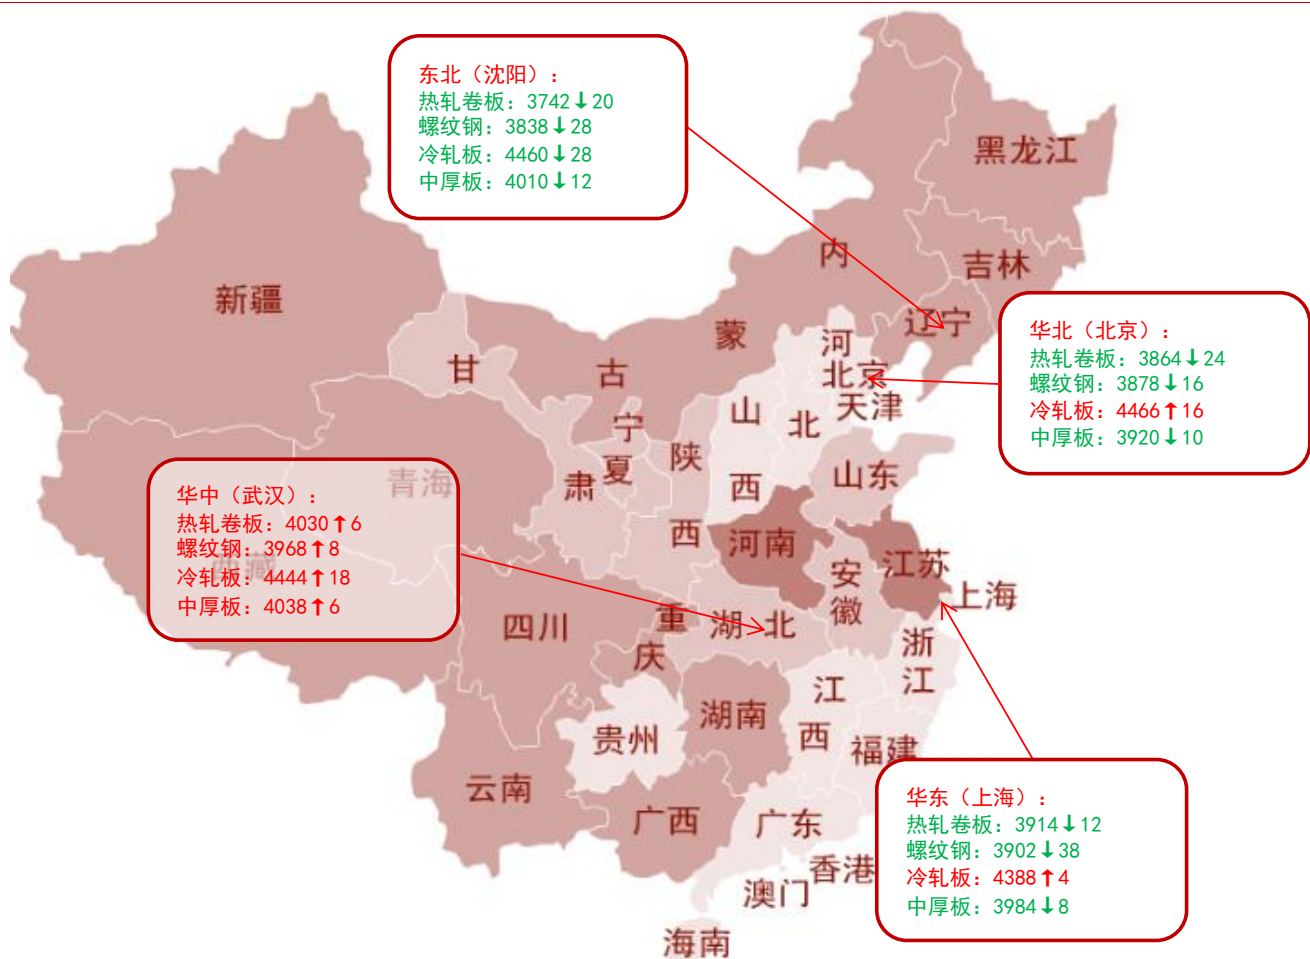 东北（沈阳）：
热轧卷板：3742↓20
螺纹钢：3838↓28
冷轧板：4460↓28
中厚板：4010↓12
黑龙江
内
吉林
新疆
辽宁
蒙
华北（北京）：
热轧卷板：3864↓24
螺纹钢：3878↓16
冷轧板：4466↑16
中厚板：3920↓10
河
甘
古
北京
山
天津
宁
北
陕
夏
山东
青海
肃
西
华中（武汉）：
热轧卷板：4030↑6
螺纹钢：3968↑8
冷轧板：4444↑18
中厚板：4038↑6
西藏
西
河南
江苏
安
徽
上海
四川
重
庆
湖
北
浙
江
江
西
湖南
贵州
福建
云南
广西
广东
华东（上海）：
热轧卷板：3914↓12
螺纹钢：3902↓38
冷轧板：4388↑4
中厚板：3984↓8
香港
澳门
海南